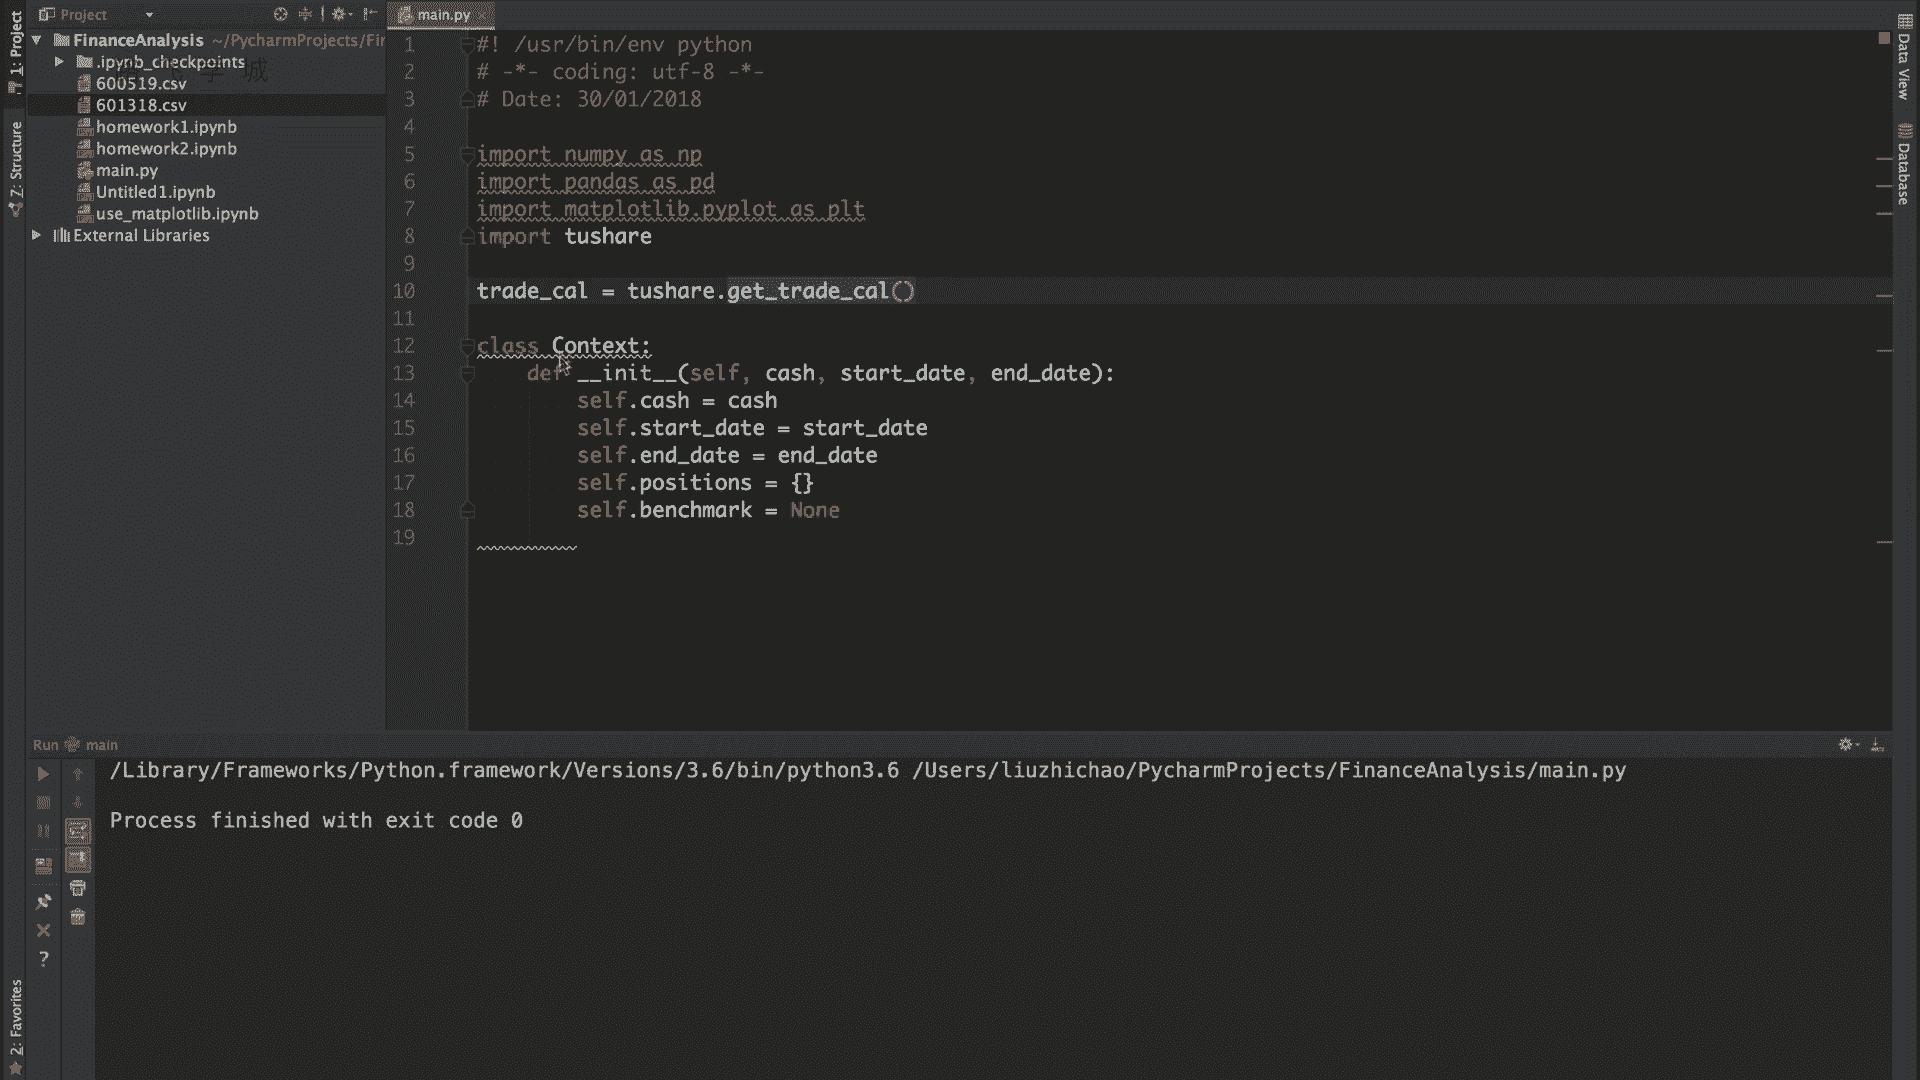 Project
main.py
1: Project
FinanceAnalysis ~/PycharmProjects/Fir
.ipynb_checkpoints
600519.csv
601318.csv
homework1.ipynb
homework2.ipynb
main.py
Untitled1.ipynb
use_matplotlib.ipynb
External Libraries
7: Structure
2: Favorites
1 #! /usr/bin/env python
2 # -*- coding: utf-8 -*-
3 # Date: 30/01/2018
4
5 import numpy as np
6 import pandas as pd
7 import matplotlib.pyplot as plt
8 import tushare
9
10 trade_cal = tushare.get_trade_cal()
11
12 class Context:
13 def __init__(self, cash, start_date, end_date):
14 self.cash = cash
15 self.start_date = start_date
16 self.end_date = end_date
17 self.positions = {}
18 self.benchmark = None
19
Data View
Database
Run main
/Library/Frameworks/Python.framework/Versions/3.6/bin/python3.6 /Users/liuzhichao/PycharmProjects/FinanceAnalysis/main.py
Process finished with exit code 0